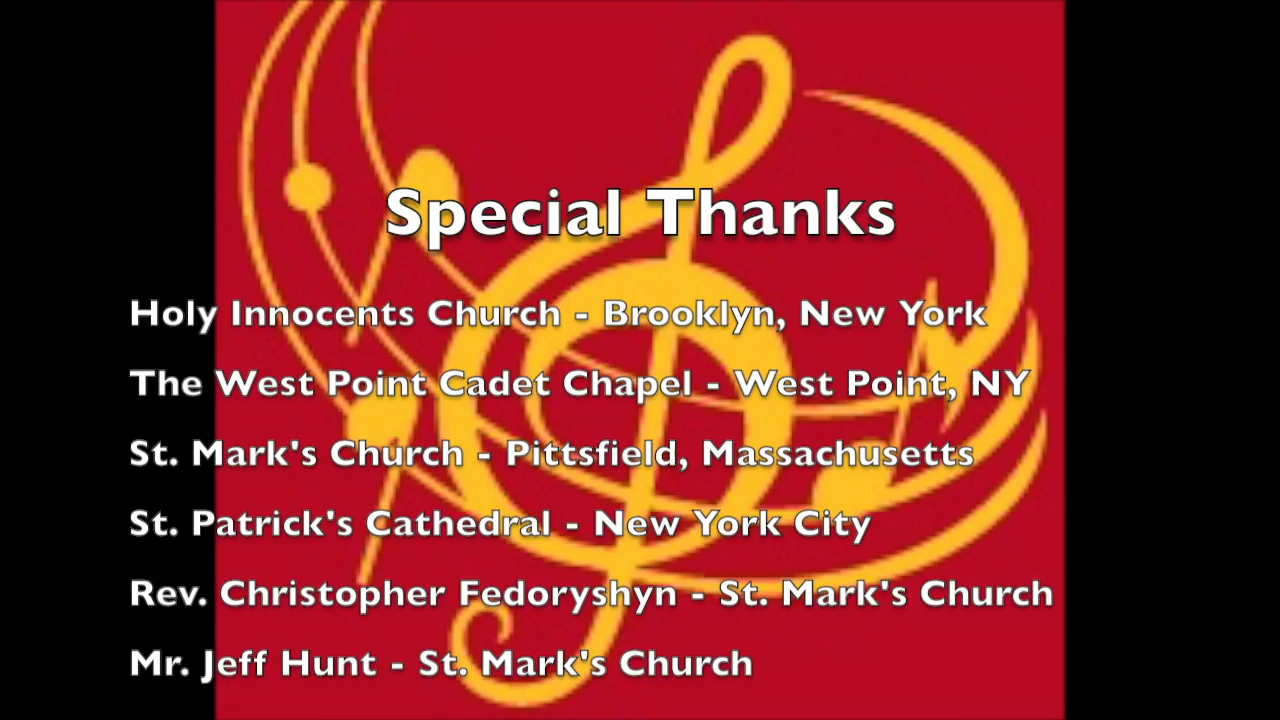 Special Thanks
Holy Innocents Church - Brooklyn, New York
The West Point Cadet Chapel - West Point, NY
St. Mark's Church - Pittsfield, Massachusetts
St. Patrick's Cathedral - New York City
Rev. Christopher Fedoryshyn - St. Mark's Church
Mr. Jeff Hunt - St. Mark's Church